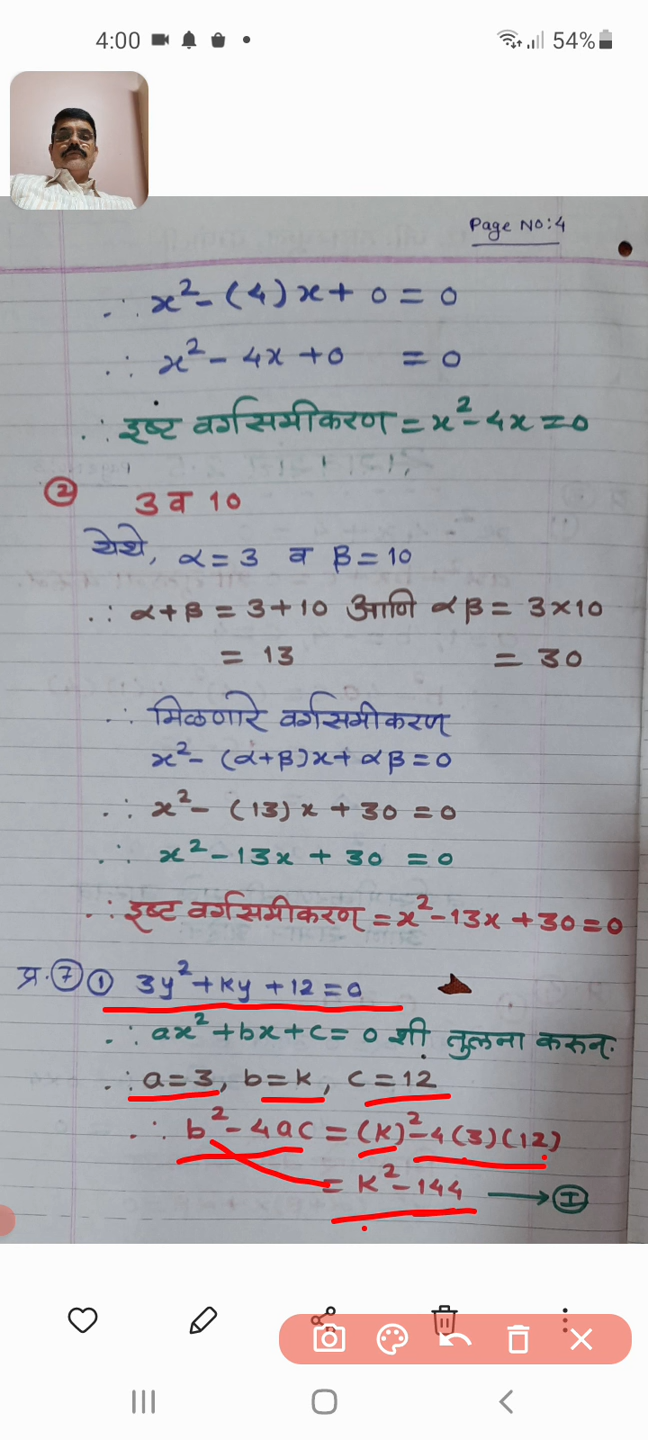 4:00 54%
Page No:4
∴ x²-(4)x+0=0
∴ x²-4x+0 =0
∴ इष्ट वर्गसमीकरण = x²-4x=0
② 3 व 10
येथे, α=3 व β=10
∴ α+β = 3+10 आणि αβ = 3×10
= 13 = 30
∴ मिळणारे वर्गसमीकरण
x²-(α+β)x+αβ=0
∴ x²-(13)x+30=0
∴ x²-13x+30=0
∴ इष्ट वर्गसमीकरण = x²-13x+30=0
प्र.⑦① 3y²+ky+12=0
∴ ax²+bx+c=0 शी तुलना करून.
∴ a=3, b=k, c=12
∴ b²-4ac = (k)²-4(3)(12)
= k²-144 → Ⓘ